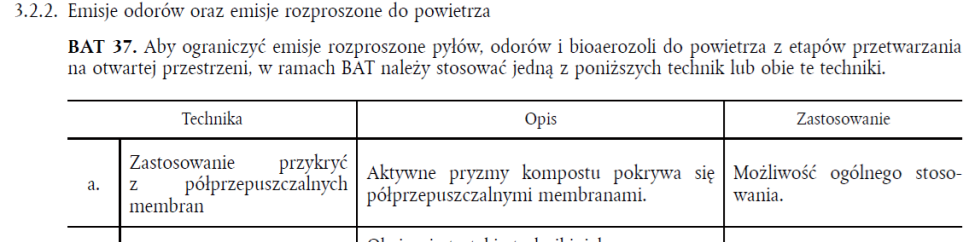 3.2.2. Emisje odorów oraz emisje rozproszone do powietrza
BAT 37. Aby ograniczyć emisje rozproszone pyłów, odorów i bioaerozoli do powietrza z etapów przetwarzania
na otwartej przestrzeni, w ramach BAT należy stosować jedną z poniższych technik lub obie te techniki.
Technika Opis Zastosowanie
a.
Zastosowanie przykryć
z półprzepuszczalnych
membran
Aktywne pryzmy kompostu pokrywa się
półprzepuszczalnymi membranami.
Możliwość ogólnego stoso-
wania.